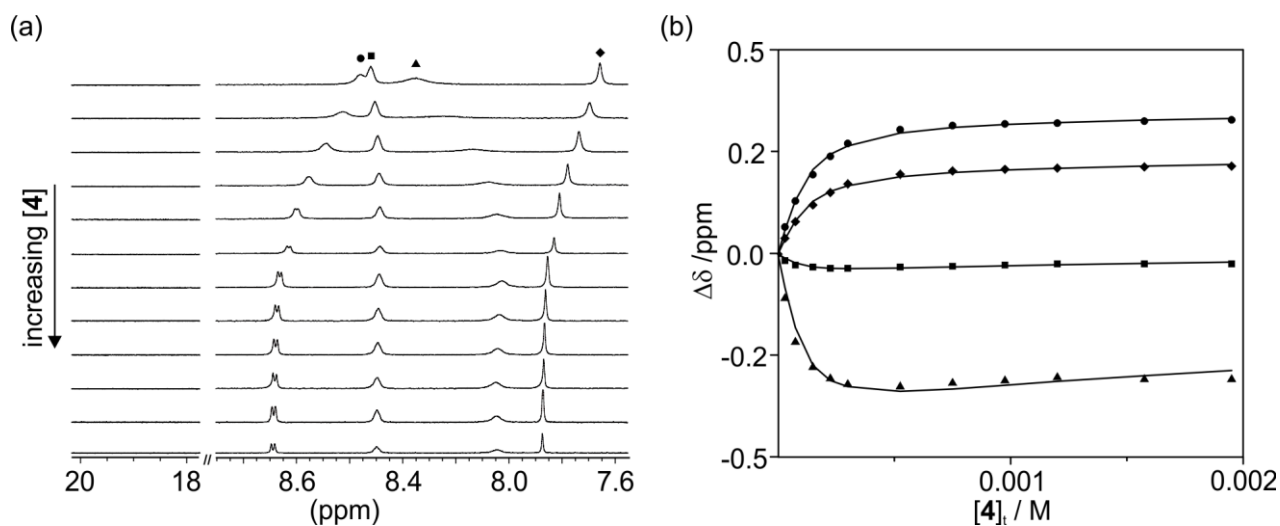 (a)
increasing [4]
20 18 // 8.6 8.4 8.0 7.6
(ppm)
(b)
0.5
0.2
0.0
-0.2
-0.5
Δδ /ppm
0.001 0.002
[4]t / M